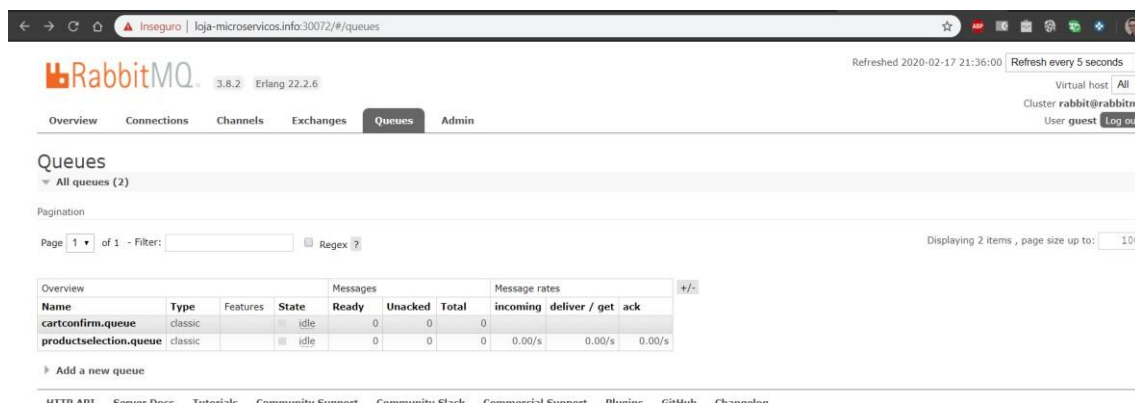 Inseguro | loja-microservicos.info:30072/#/queues
ABP
RabbitMQ 3.8.2 Erlang 22.2.6
Refreshed 2020-02-17 21:36:00 Refresh every 5 seconds
Virtual host All
Cluster
User guest Log
Overview Connections Channels Exchanges Queues Admin
Queues
All queues (2)
Pagination
Page 1 of 1 - Filter: Regex ?
Displaying 2 items , page size up to:
Overview Messages Message rates +/-
Name Type Features State Ready Unacked Total incoming deliver / get ack
cartconfirm.queue classic idle 0 0 0
productselection.queue classic idle 0 0 0 0.00/s 0.00/s 0.00/s
Add a new queue
HTTP API Server Docs Tutorials Community Support Community Slack Commercial Support Plugins GitHub Changelog